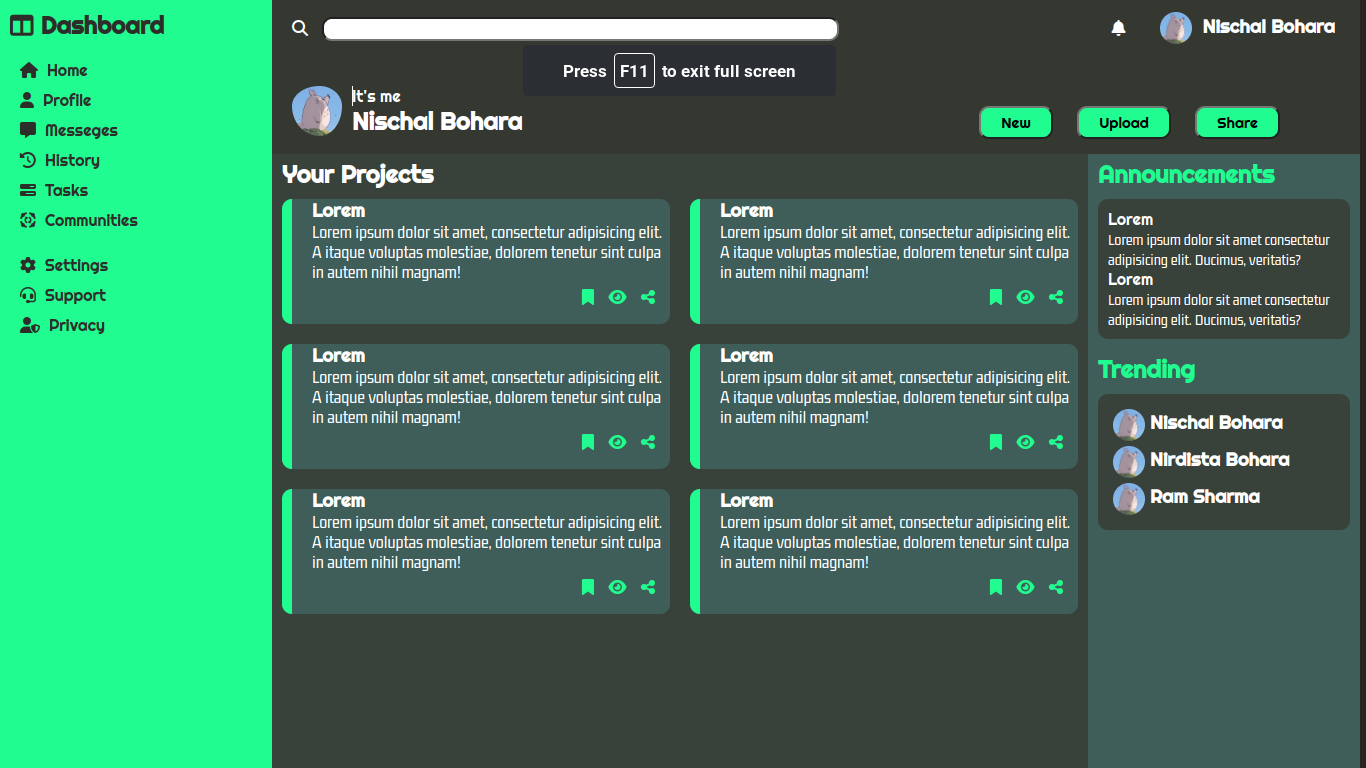 Dashboard
Home
Profile
Messeges
History
Tasks
Communities
Settings
Support
Privacy
Nischal Bohara
Press F11 to exit full screen
It's me
Nischal Bohara
New
Upload
Share
Your Projects
Lorem
Lorem ipsum dolor sit amet, consectetur adipisicing elit.
A itaque voluptas molestiae, dolorem tenetur sint culpa
in autem nihil magnam!
Lorem
Lorem ipsum dolor sit amet, consectetur adipisicing elit.
A itaque voluptas molestiae, dolorem tenetur sint culpa
in autem nihil magnam!
Lorem
Lorem ipsum dolor sit amet, consectetur adipisicing elit.
A itaque voluptas molestiae, dolorem tenetur sint culpa
in autem nihil magnam!
Lorem
Lorem ipsum dolor sit amet, consectetur adipisicing elit.
A itaque voluptas molestiae, dolorem tenetur sint culpa
in autem nihil magnam!
Lorem
Lorem ipsum dolor sit amet, consectetur adipisicing elit.
A itaque voluptas molestiae, dolorem tenetur sint culpa
in autem nihil magnam!
Lorem
Lorem ipsum dolor sit amet, consectetur adipisicing elit.
A itaque voluptas molestiae, dolorem tenetur sint culpa
in autem nihil magnam!
Announcements
Lorem
Lorem ipsum dolor sit amet consectetur
adipisicing elit. Ducimus, veritatis?
Lorem
Lorem ipsum dolor sit amet consectetur
adipisicing elit. Ducimus, veritatis?
Trending
Nischal Bohara
Nirdista Bohara
Ram Sharma